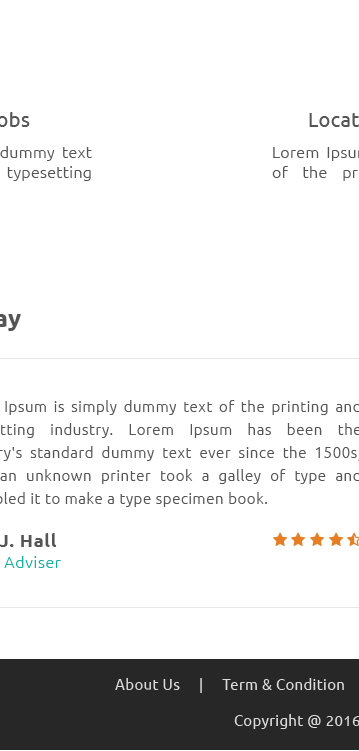 obs
Locat
dummy text
Lorem Ipsu
typesetting
of the pr
ay
Ipsum is simply dummy text of the printing and
tting industry. Lorem Ipsum has been the
ry's standard dummy text ever since the 1500s,
an unknown printer took a galley of type and
bled it to make a type specimen book.
J. Hall
Adviser
About Us | Term & Condition
Copyright @ 2016